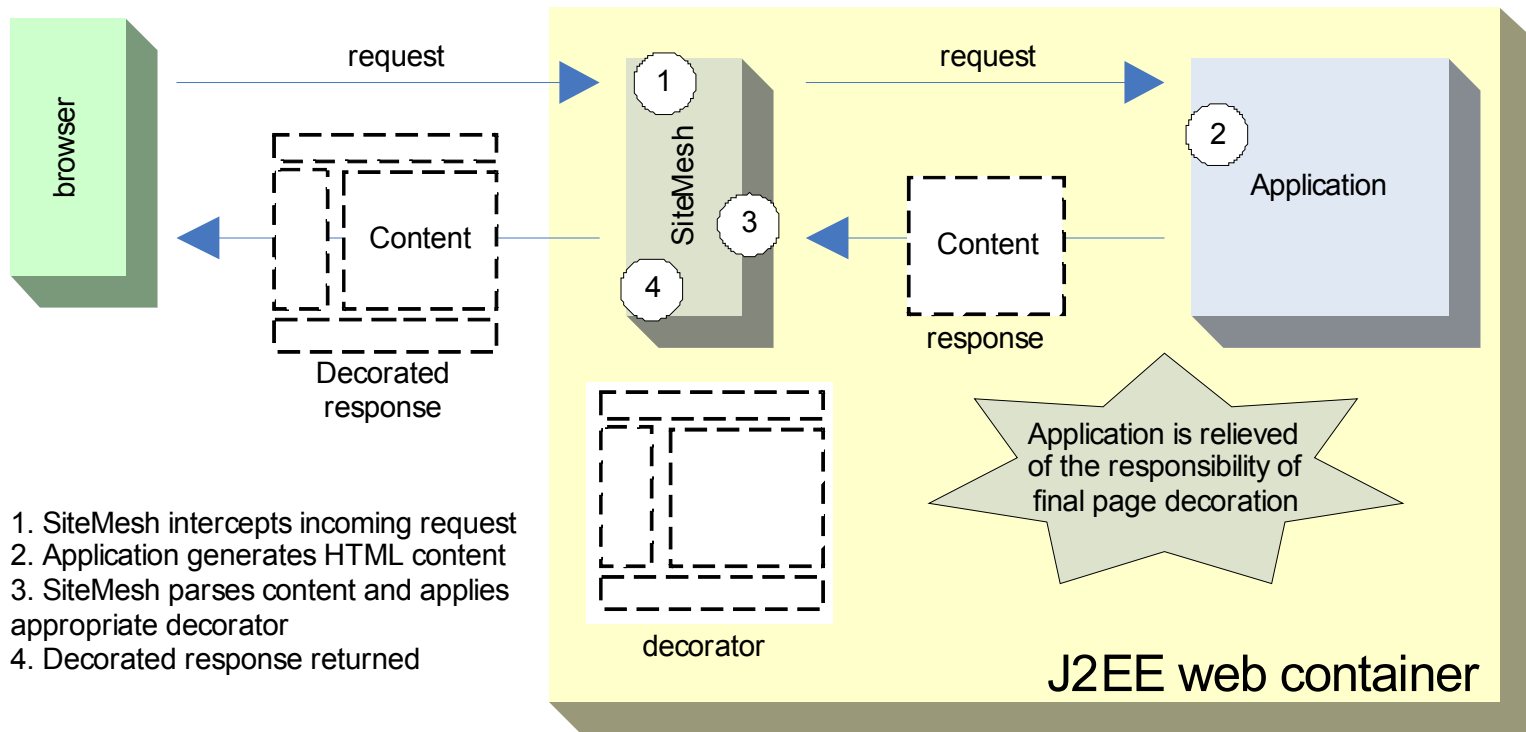 request
request
browser
1
SiteMesh
3
4
2
Application
Content
Content
response
Decorated
response
Application is relieved
of the responsibility of
final page decoration
1. SiteMesh intercepts incoming request
2. Application generates HTML content
3. SiteMesh parses content and applies
appropriate decorator
4. Decorated response returned
decorator
J2EE web container